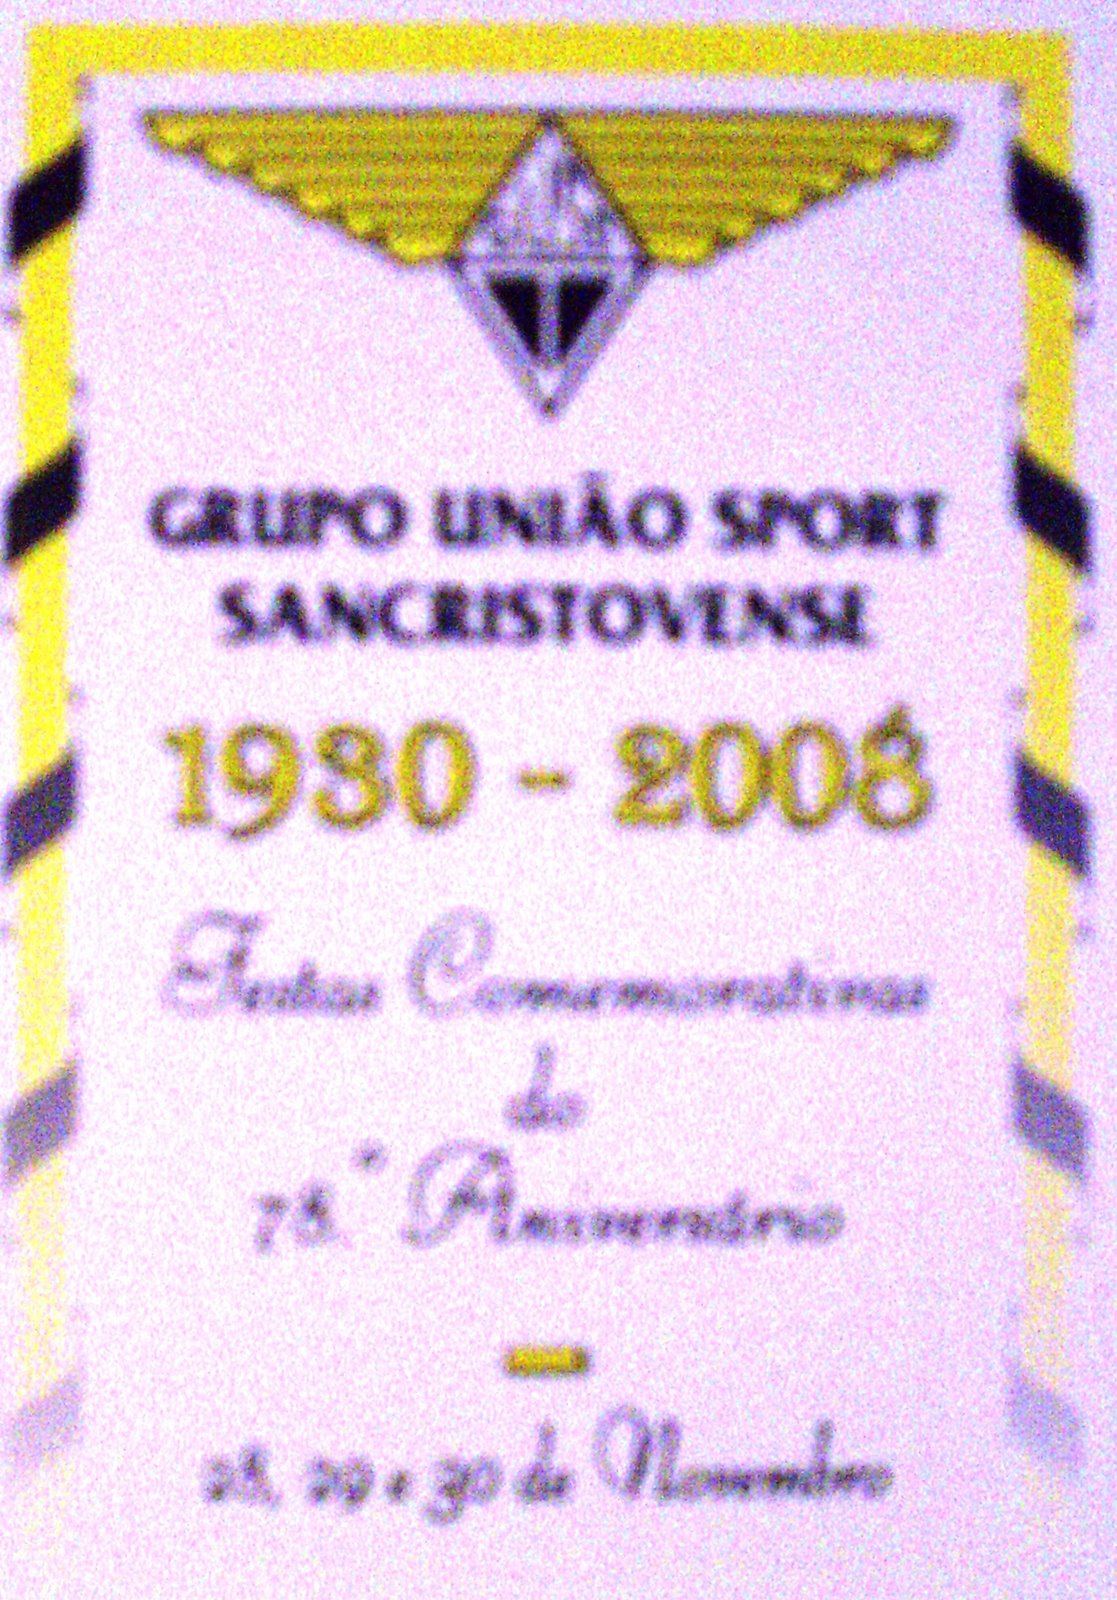 GRUPO UNIÃO SPORT
SANCRISTOVENSE
1930 - 2008
Festas Comemorativas
do
78.º Aniversário
28, 29 e 30 de Novembro